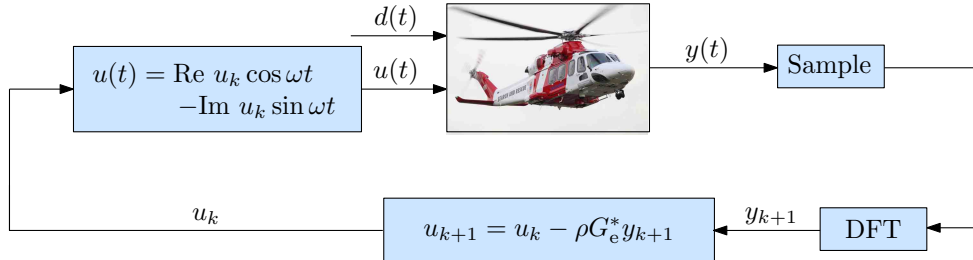 d(t)
u(t) = Re u_k cos ωt
−Im u_k sin ωt
u(t)
y(t)
Sample
u_k
u_{k+1} = u_k − ρG_e^* y_{k+1}
y_{k+1}
DFT